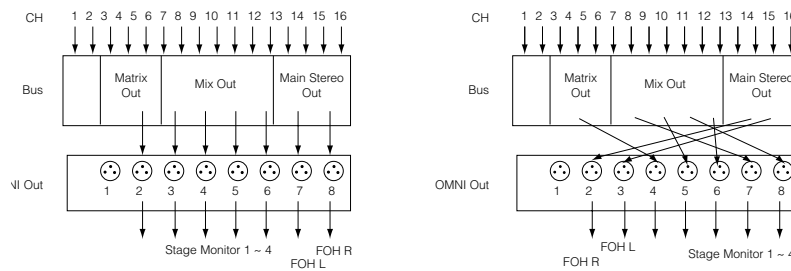 CH 1 2 3 4 5 6 7 8 9 10 11 12 13 14 15 16
Bus
Matrix Out
Mix Out
Main Stereo Out
NI Out
1 2 3 4 5 6 7 8
Stage Monitor 1 ~ 4
FOH L
FOH R
CH 1 2 3 4 5 6 7 8 9 10 11 12 13 14 15
Bus
Matrix Out
Mix Out
Main Stereo Out
OMNI Out
1 2 3 4 5 6 7 8
FOH R
FOH L
Stage Monitor 1 ~ 4